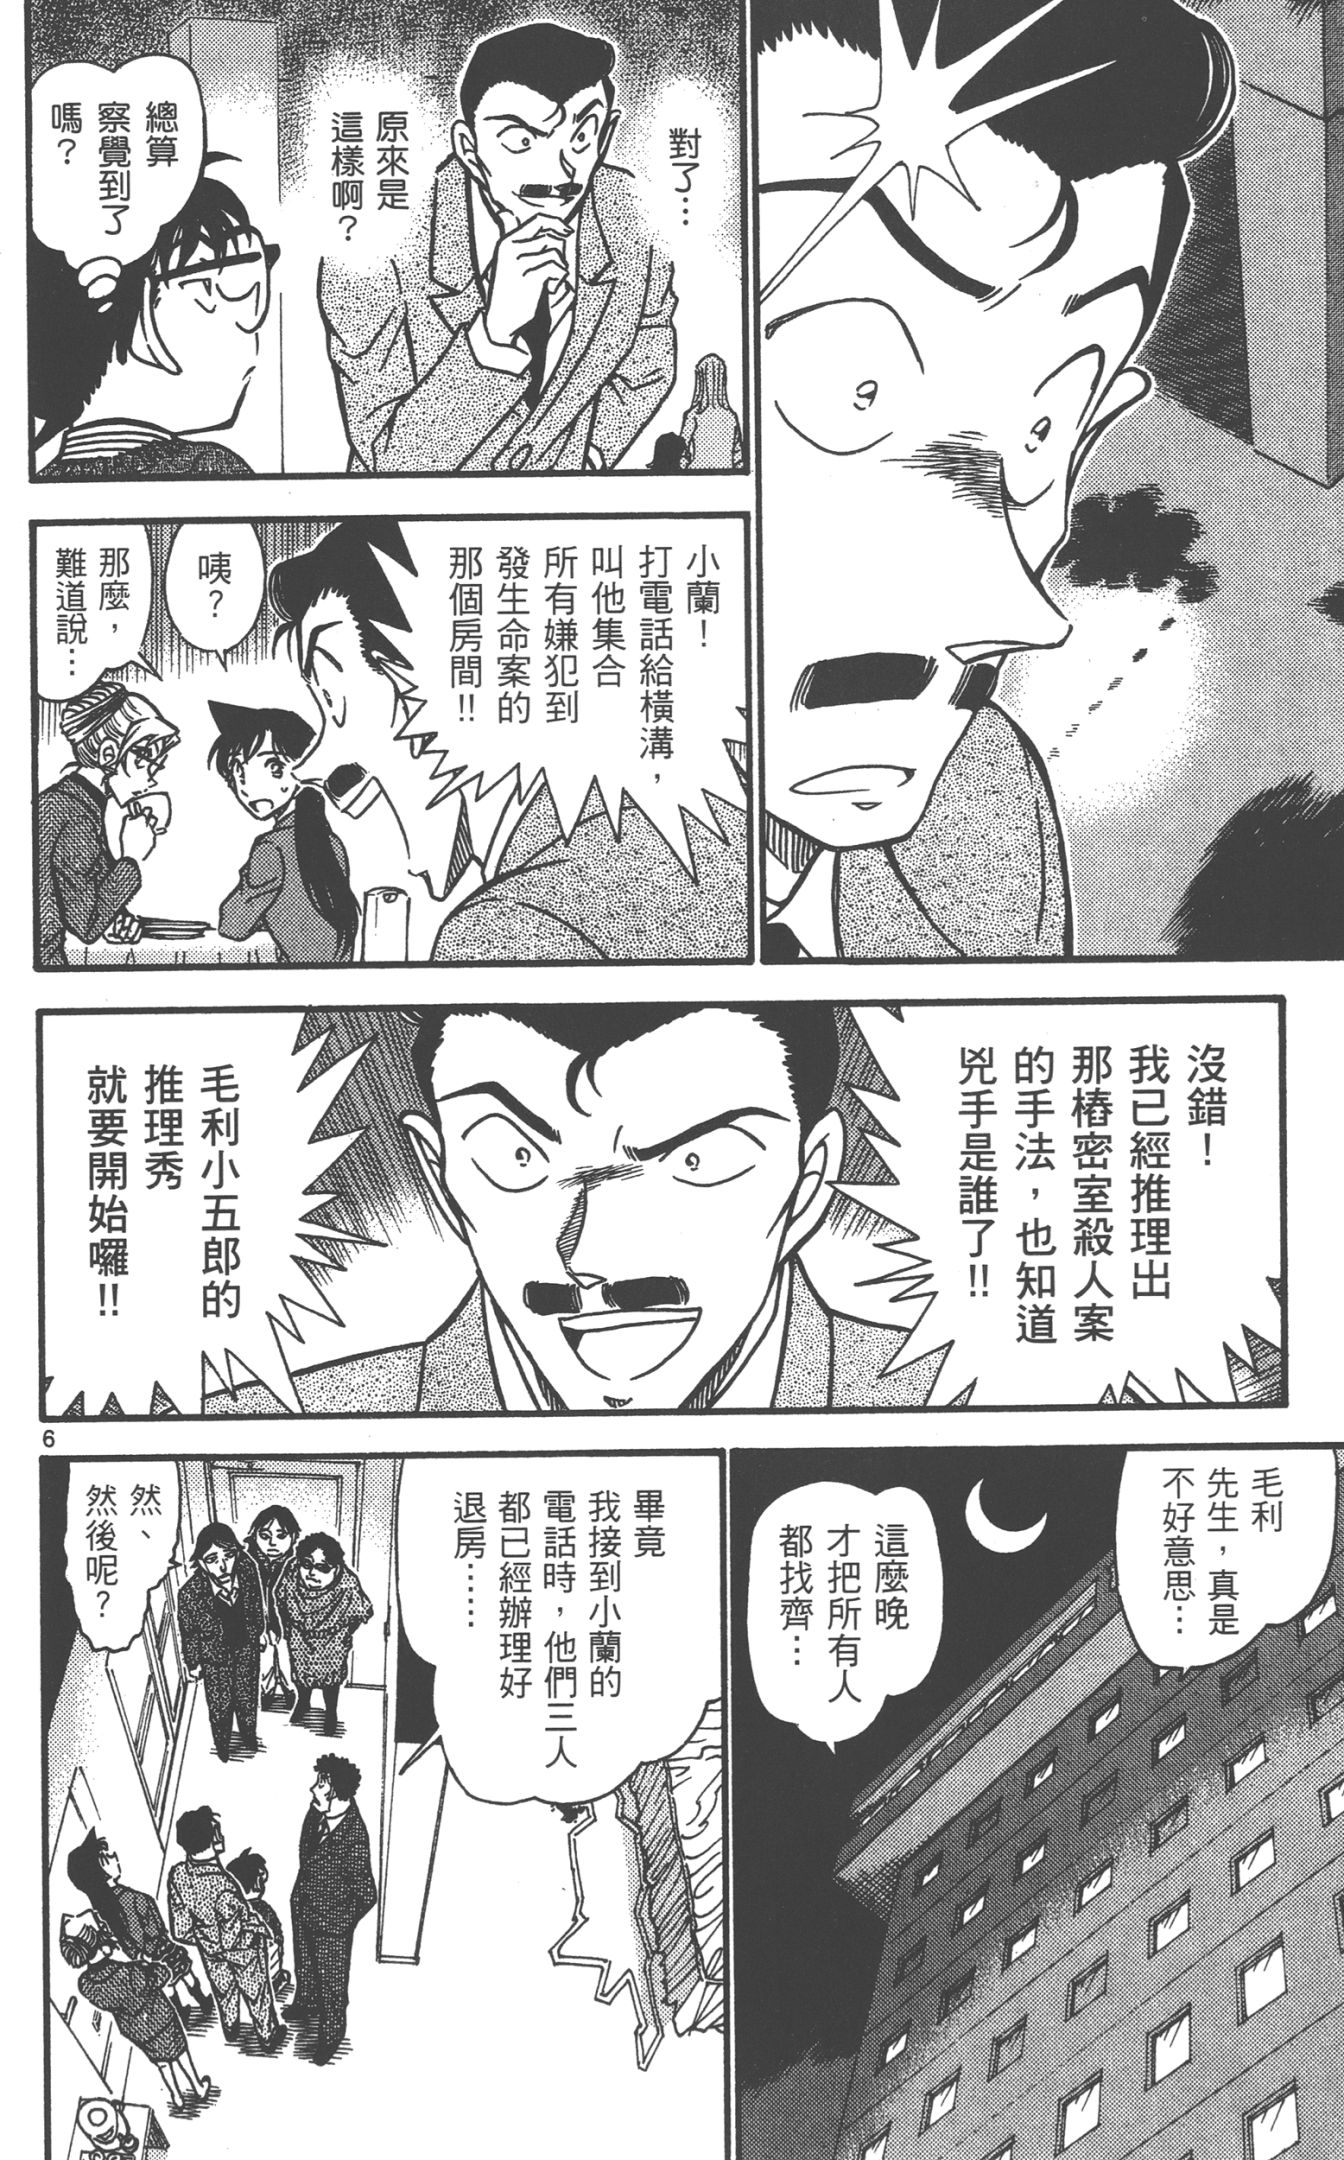 對了…
原來是
這樣啊？
總算
察覺到了
嗎？
小蘭！
打電話給橫溝，
叫他集合
所有嫌犯到
發生命案的
那個房間!!
咦？
那麼，
難道說…
沒錯！
我已經推理出
那樁密室殺人案
的手法，也知道
兇手是誰了!!
毛利小五郎的
推理秀
就要開始囉!!
6
毛利
先生，真是
不好意思…
這麼晚
才把所有人
都找齊…
畢竟
我接到小蘭的
電話時，他們三人
都已經辦理好
退房……
然、
然後呢？